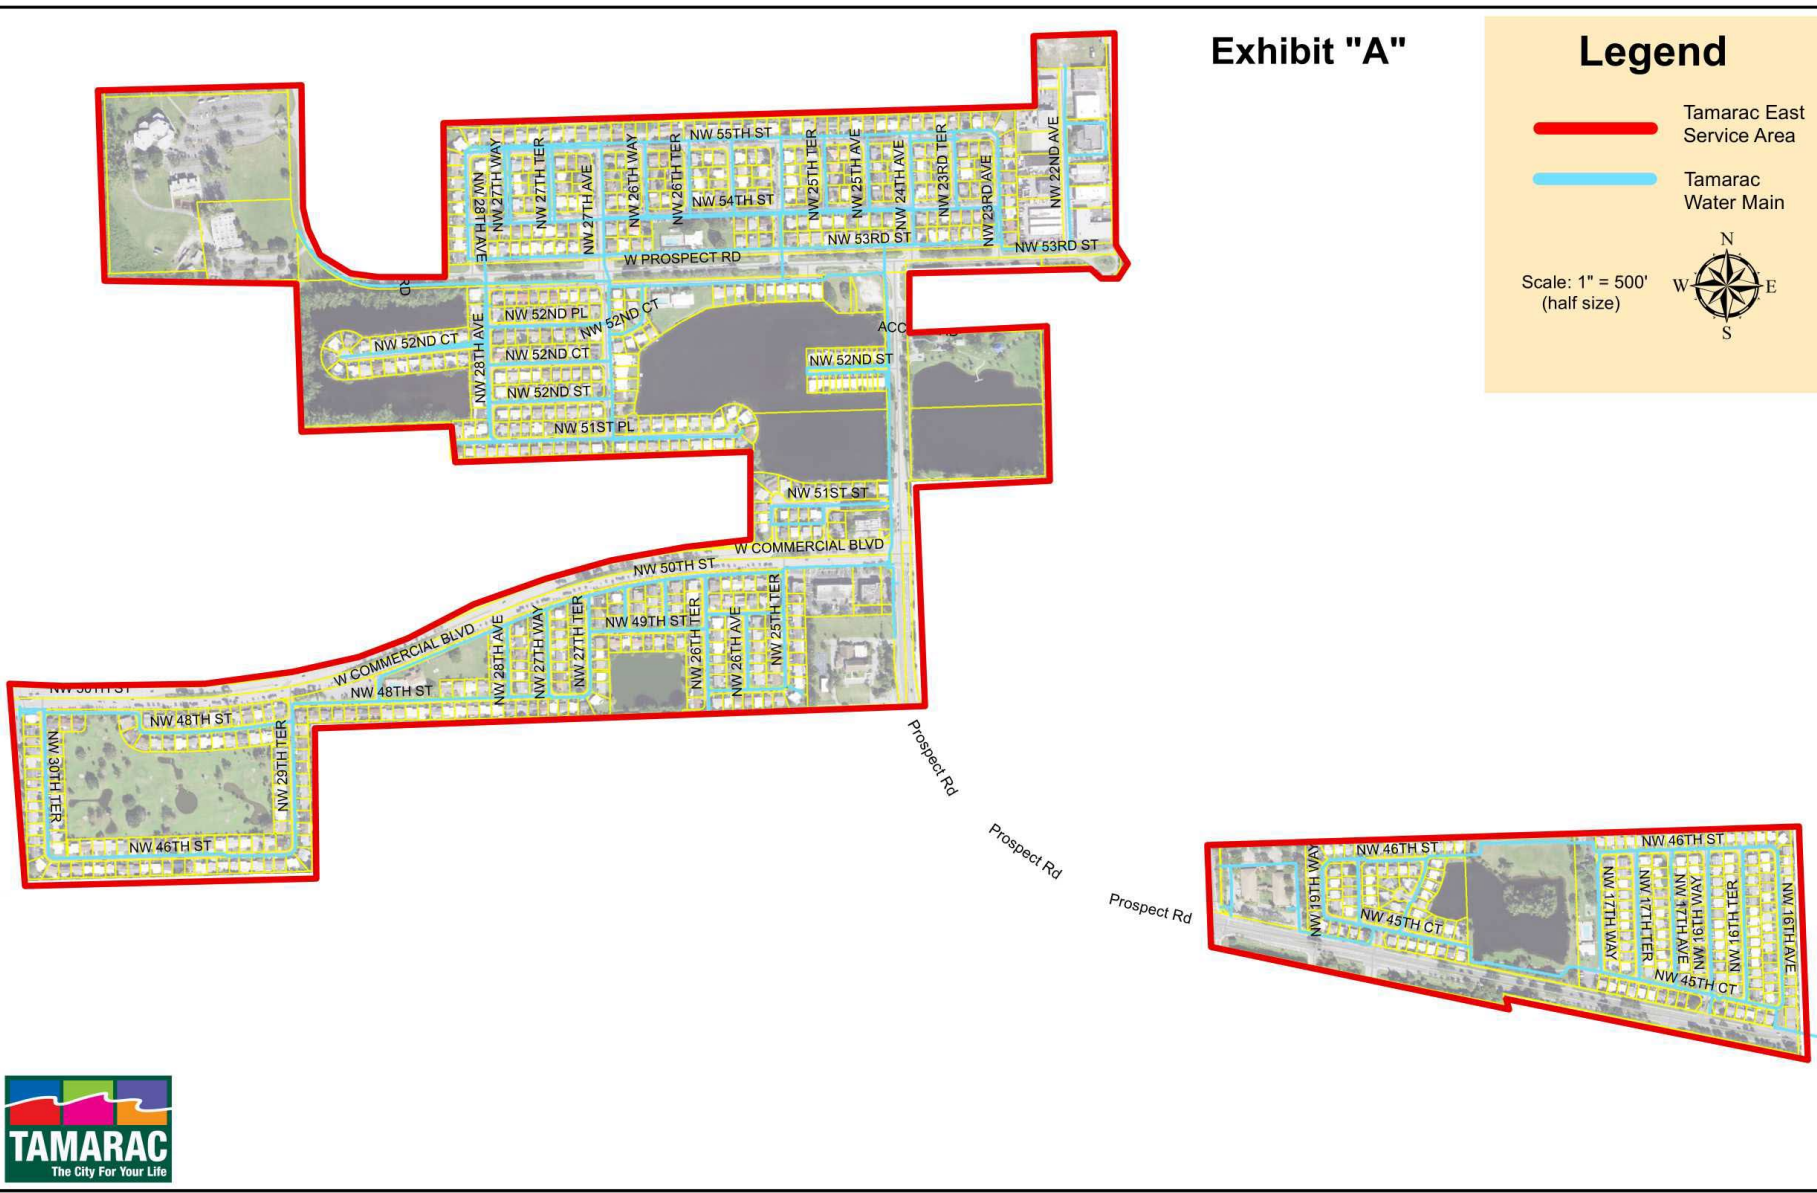 Exhibit "A"
Legend
Tamarac East
Service Area
Tamarac
Water Main
Scale: 1" = 500'
(half size)
N
W
E
S
NW 55TH ST
NW 28TH AVE
NW 27TH WAY
NW 27TH TER
NW 27TH AVE
NW 26TH WAY
NW 26TH TER
NW 25TH TER
NW 25TH AVE
NW 24TH AVE
NW 23RD TER
NW 23RD AVE
NW 22ND AVE
NW 54TH ST
NW 53RD ST
NW 53RD ST
W PROSPECT RD
RD
NW 52ND PL
NW 52ND CT
NW 52ND CT
NW 28TH AVE
NW 52ND CT
NW 52ND ST
NW 52ND ST
NW 51ST PL
NW 51ST ST
W COMMERCIAL BLVD
NW 50TH ST
NW 49TH ST
W COMMERCIAL BLVD
NW 28TH AVE
NW 27TH WAY
NW 27TH TER
NW 26TH TER
NW 26TH AVE
NW 25TH TER
NW 48TH ST
NW 50TH ST
NW 48TH ST
NW 30TH TER
NW 29TH TER
NW 46TH ST
Prospect Rd
Prospect Rd
Prospect Rd
NW 46TH ST
NW 46TH ST
NW 19TH WAY
NW 45TH CT
NW 17TH WAY
NW 17TH TER
NW 17TH AVE
NW 16TH WAY
NW 16TH TER
NW 16TH AVE
NW 45TH CT
TAMARAC
The City For Your Life